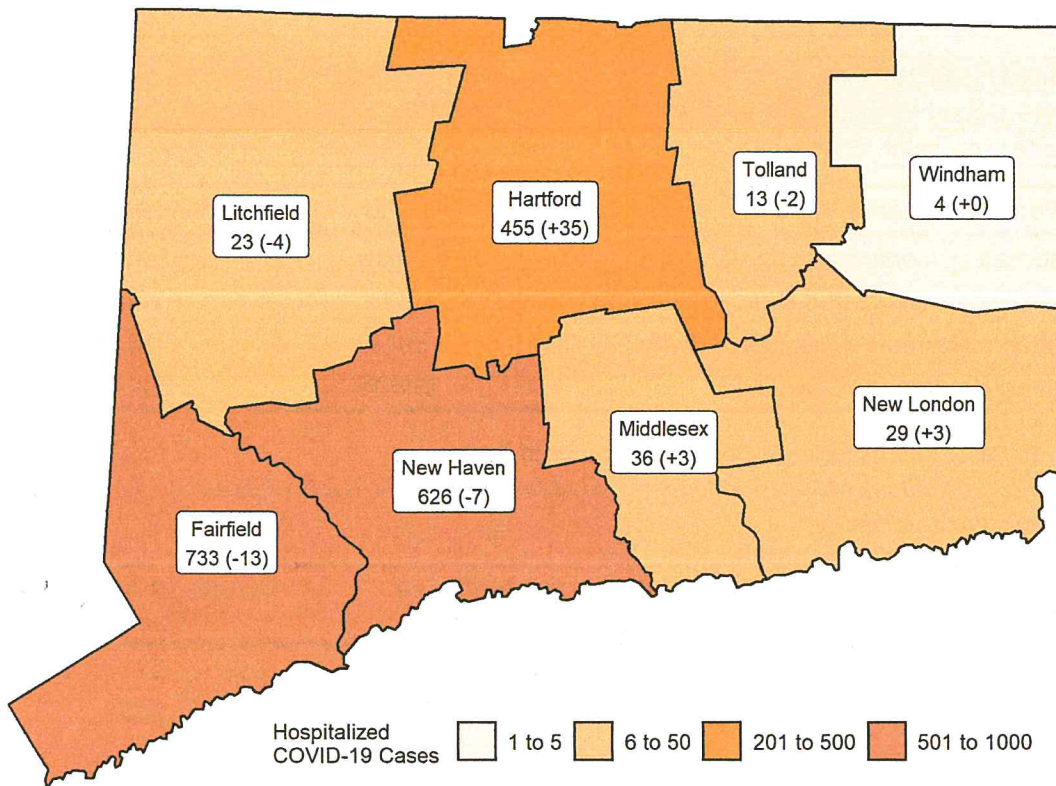 Litchfield
23 (-4)
Hartford
455 (+35)
Tolland
13 (-2)
Windham
4 (+0)
Fairfield
733 (-13)
New Haven
626 (-7)
Middlesex
36 (+3)
New London
29 (+3)
Hospitalized
COVID-19 Cases
1 to 5
6 to 50
201 to 500
501 to 1000